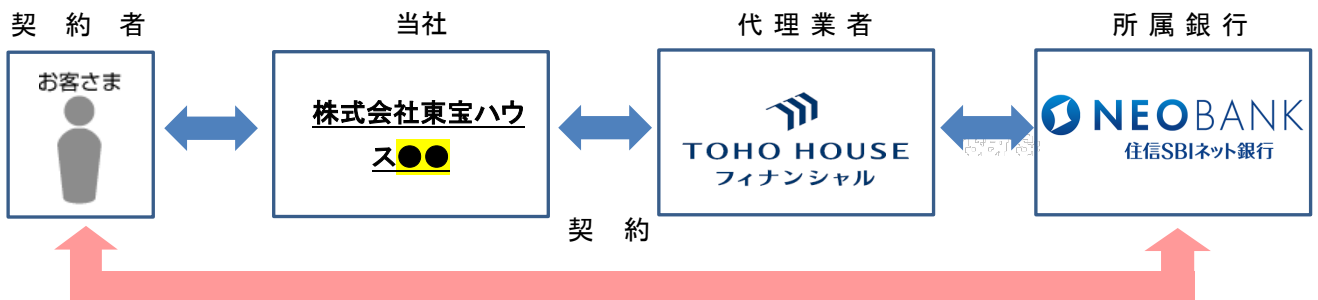 契約者
当社
代理業者
所属銀行
お客さま
株式会社東宝ハウ
ス●●
TOHO HOUSE
フィナンシャル
NEOBANK
住信SBIネット銀行
契約